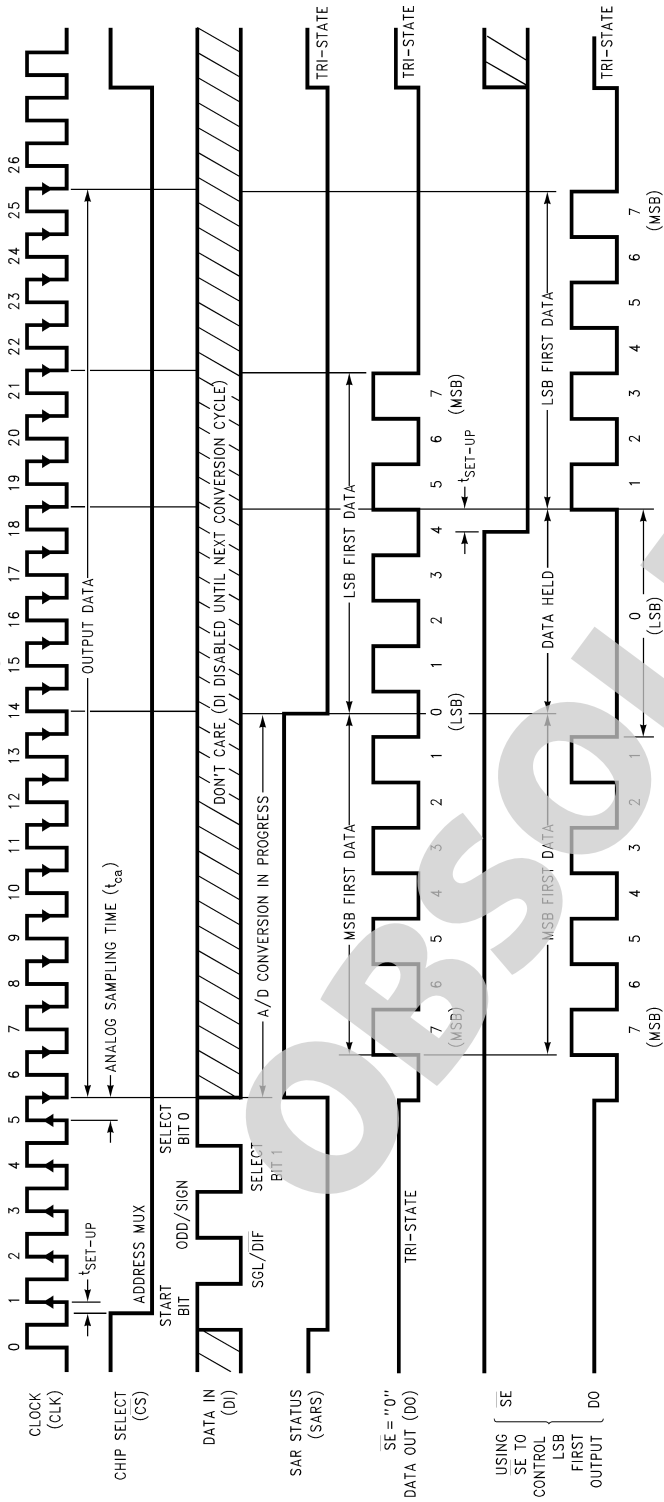 0 1 2 3 4 5 6 7 8 9 10 11 12 13 14 15 16 17 18 19 20 21 22 23 24 25 26
CLOCK
(CLK)
tSET-UP
ANALOG SAMPLING TIME (tca)
OUTPUT DATA
CHIP SELECT
(C̅S̅)
ADDRESS MUX
START
BIT
ODD/SIGN
SELECT
BIT 0
DATA IN
(DI)
DON'T CARE (DI DISABLED UNTIL NEXT CONVERSION CYCLE)
SGL/D̅I̅F̅
SELECT
BIT 1
SAR STATUS
(SARS)
A/D CONVERSION IN PROGRESS
TRI-STATE
MSB FIRST DATA
LSB FIRST DATA
S̅E̅ = "0"
DATA OUT (DO)
TRI-STATE
TRI-STATE
7 6 5 4 3 2 1 0 1 2 3 4 5 6 7
(MSB) (LSB) (MSB)
tSET-UP
USING
S̅E̅ TO
CONTROL
LSB
FIRST
OUTPUT
S̅E̅
MSB FIRST DATA
DATA HELD
LSB FIRST DATA
DO
TRI-STATE
7 6 5 4 3 2 1 0 1 2 3 4 5 6 7
(MSB) (LSB) (MSB)
OBSOL